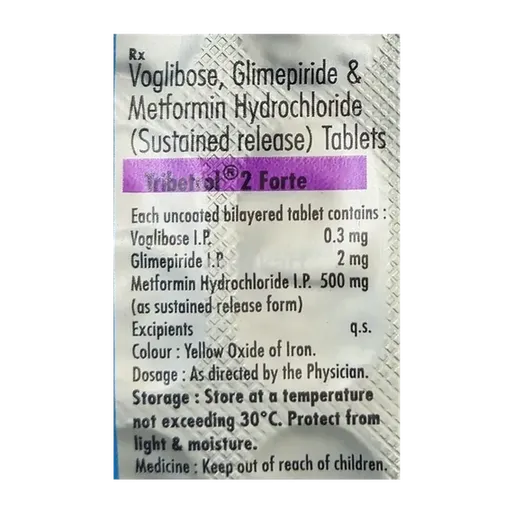 Rx
Voglibose, Glimepiride &
Metformin Hydrochloride
(Sustained release) Tablets
Tribetrol® 2 Forte
Each uncoated bilayered tablet contains :
Voglibose I.P. 0.3 mg
Glimepiride I.P. 2 mg
Metformin Hydrochloride I.P. 500 mg
(as sustained release form)
Excipients q.s.
Colour : Yellow Oxide of Iron.
Dosage : As directed by the Physician.
Storage : Store at a temperature
not exceeding 30°C. Protect from
light & moisture.
Medicine : Keep out of reach of children.